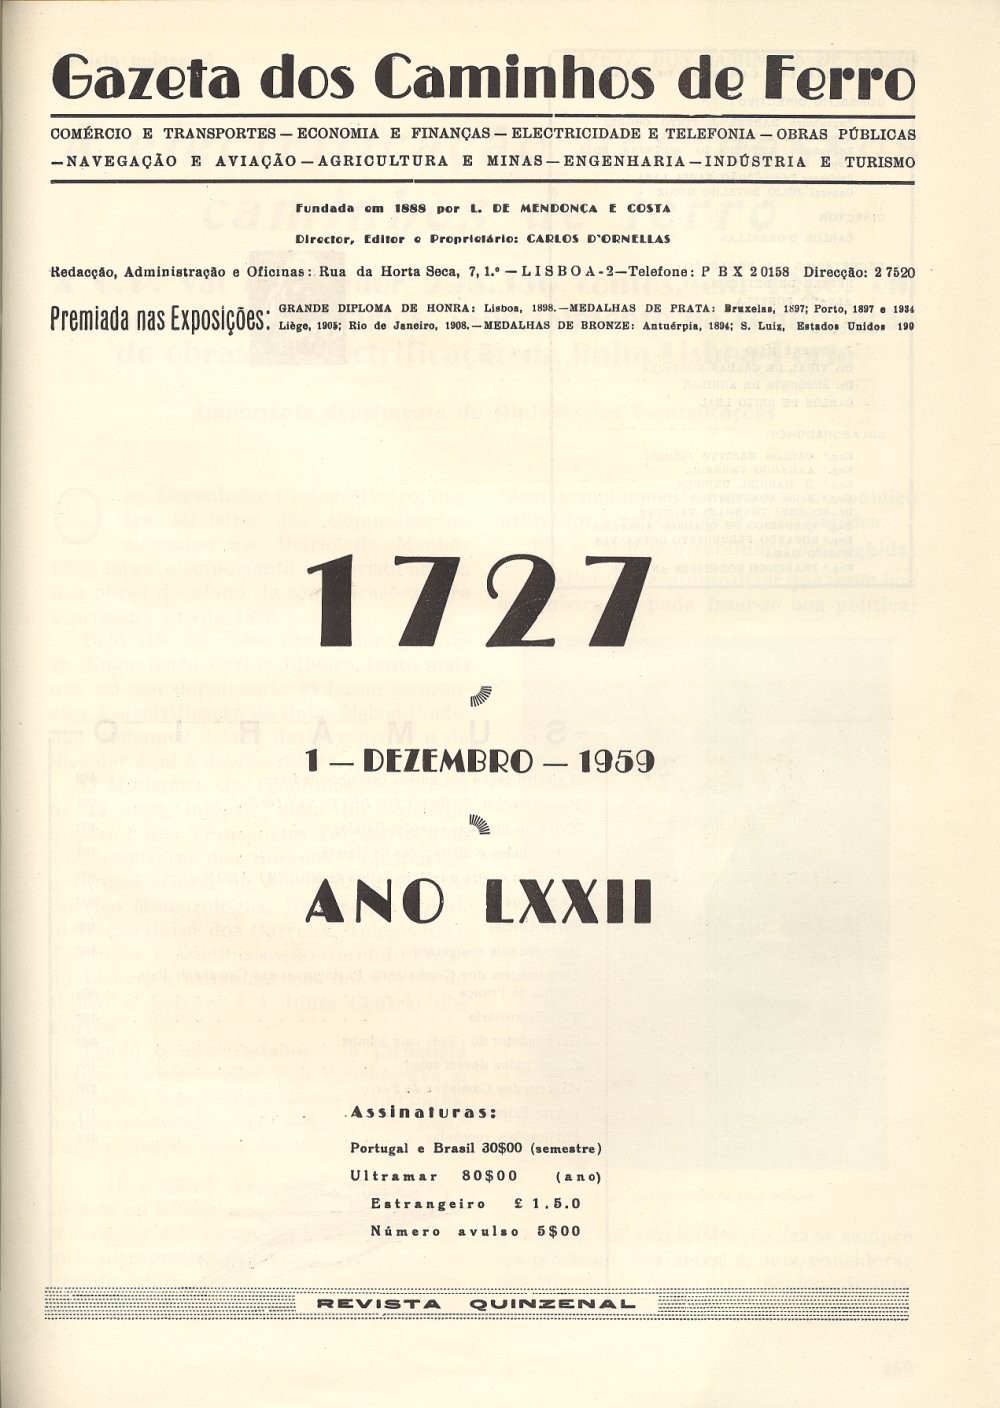 Gazeta dos Caminhos de Ferro
COMÉRCIO E TRANSPORTES — ECONOMIA E FINANÇAS — ELECTRICIDADE E TELEFONIA — OBRAS PÚBLICAS
— NAVEGAÇÃO E AVIAÇÃO — AGRICULTURA E MINAS — ENGENHARIA — INDÚSTRIA E TURISMO
Fundada em 1888 por L. DE MENDONÇA E COSTA
Director, Editor e Proprietário: CARLOS D'ORNELLAS
Redacção, Administração e Oficinas: Rua da Horta Seca, 7, 1.º — LISBOA-2 — Telefone: P B X 20158 Direcção: 27520
Premiada nas Exposições:
GRANDE DIPLOMA DE HONRA: Lisboa, 1898. — MEDALHAS DE PRATA: Bruxelas, 1897; Porto, 1897 e 1934
Liège, 1905; Rio de Janeiro, 1908. — MEDALHAS DE BRONZE: Antuérpia, 1894; S. Luiz, Estados Unidos 190
1727
1 — DEZEMBRO — 1959
ANO LXXII
Assinaturas:
Portugal e Brasil 30$00 (semestre)
Ultramar 80$00 (ano)
Estrangeiro £ 1.5.0
Número avulso 5$00
REVISTA QUINZENAL